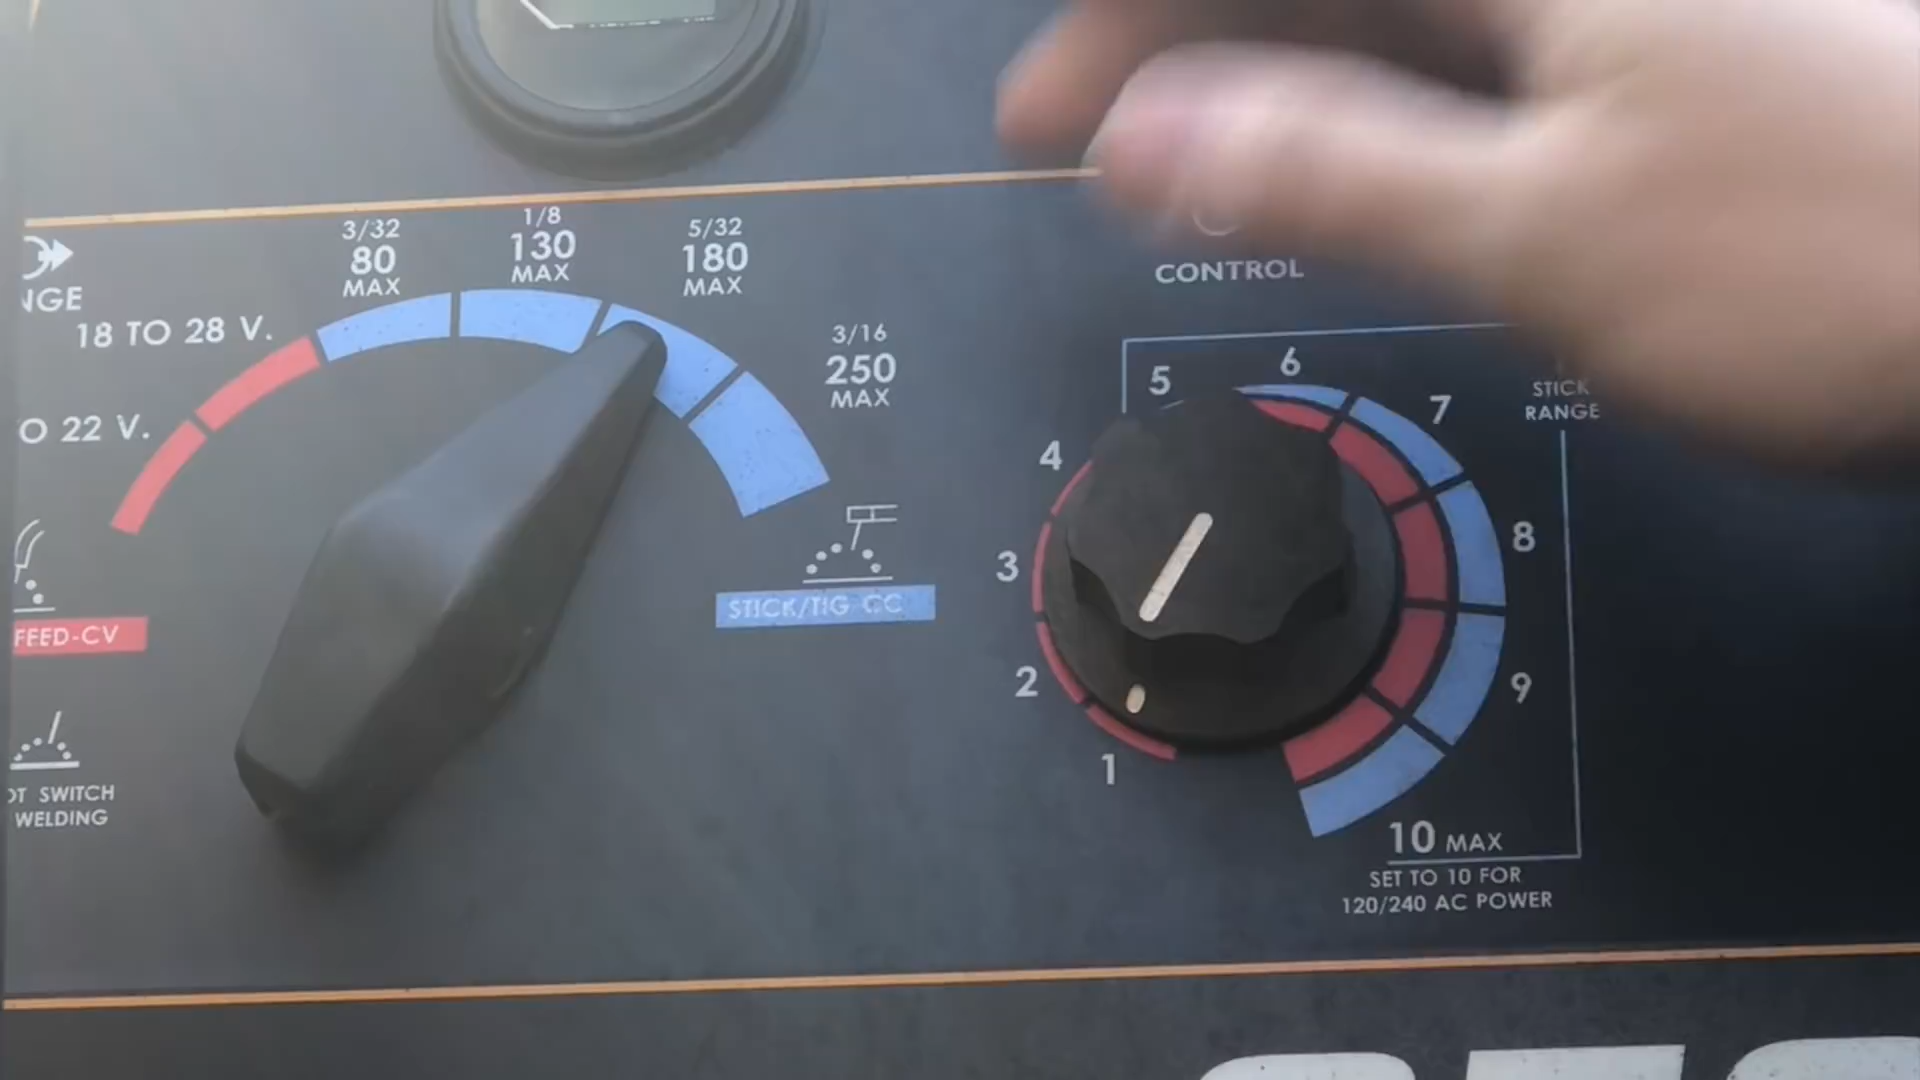 3/32
80
MAX
1/8
130
MAX
5/32
180
MAX
3/16
250
MAX
NGE
18 TO 28 V.
O 22 V.
FEED-CV
OT SWITCH
WELDING
STICK/TIG CC
CONTROL
1
2
3
4
5
6
7
8
9
10 MAX
STICK
RANGE
SET TO 10 FOR
120/240 AC POWER